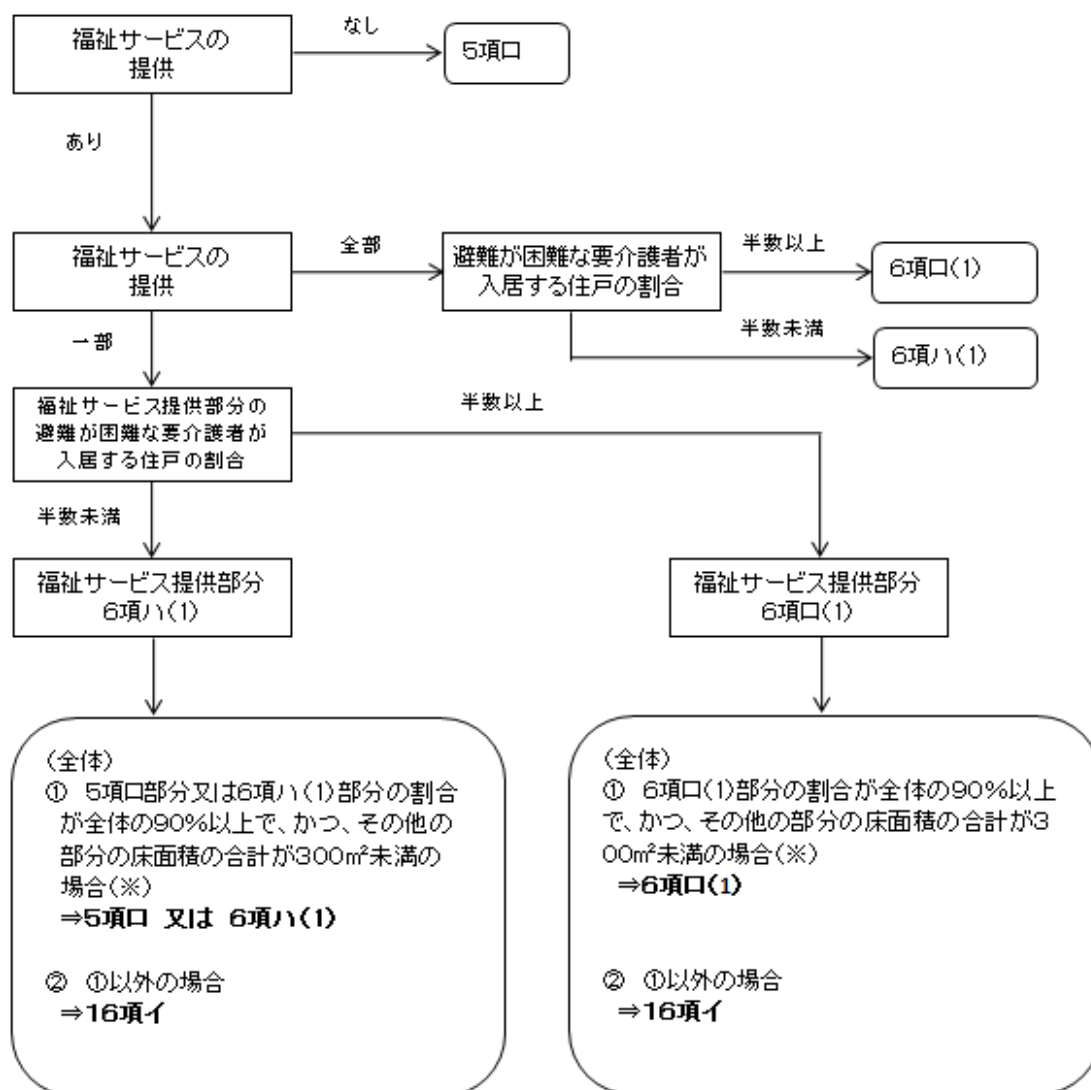 福祉サービスの
提供
なし
5項ロ
あり
福祉サービスの
提供
全部
避難が困難な要介護者が
入居する住戸の割合
半数以上
6項ロ(1)
半数未満
6項ハ(1)
一部
福祉サービス提供部分の
避難が困難な要介護者が
入居する住戸の割合
半数以上
半数未満
福祉サービス提供部分
6項ハ(1)
福祉サービス提供部分
6項ロ(1)
(全体)
① 5項ロ部分又は6項ハ(1)部分の割合
が全体の90%以上で、かつ、その他の
部分の床面積の合計が300㎡未満の
場合(※)
⇒5項ロ 又は 6項ハ(1)
② ①以外の場合
⇒16項イ
(全体)
① 6項ロ(1)部分の割合が全体の90%以上
で、かつ、その他の部分の床面積の合計が3
00㎡未満の場合(※)
⇒6項ロ(1)
② ①以外の場合
⇒16項イ